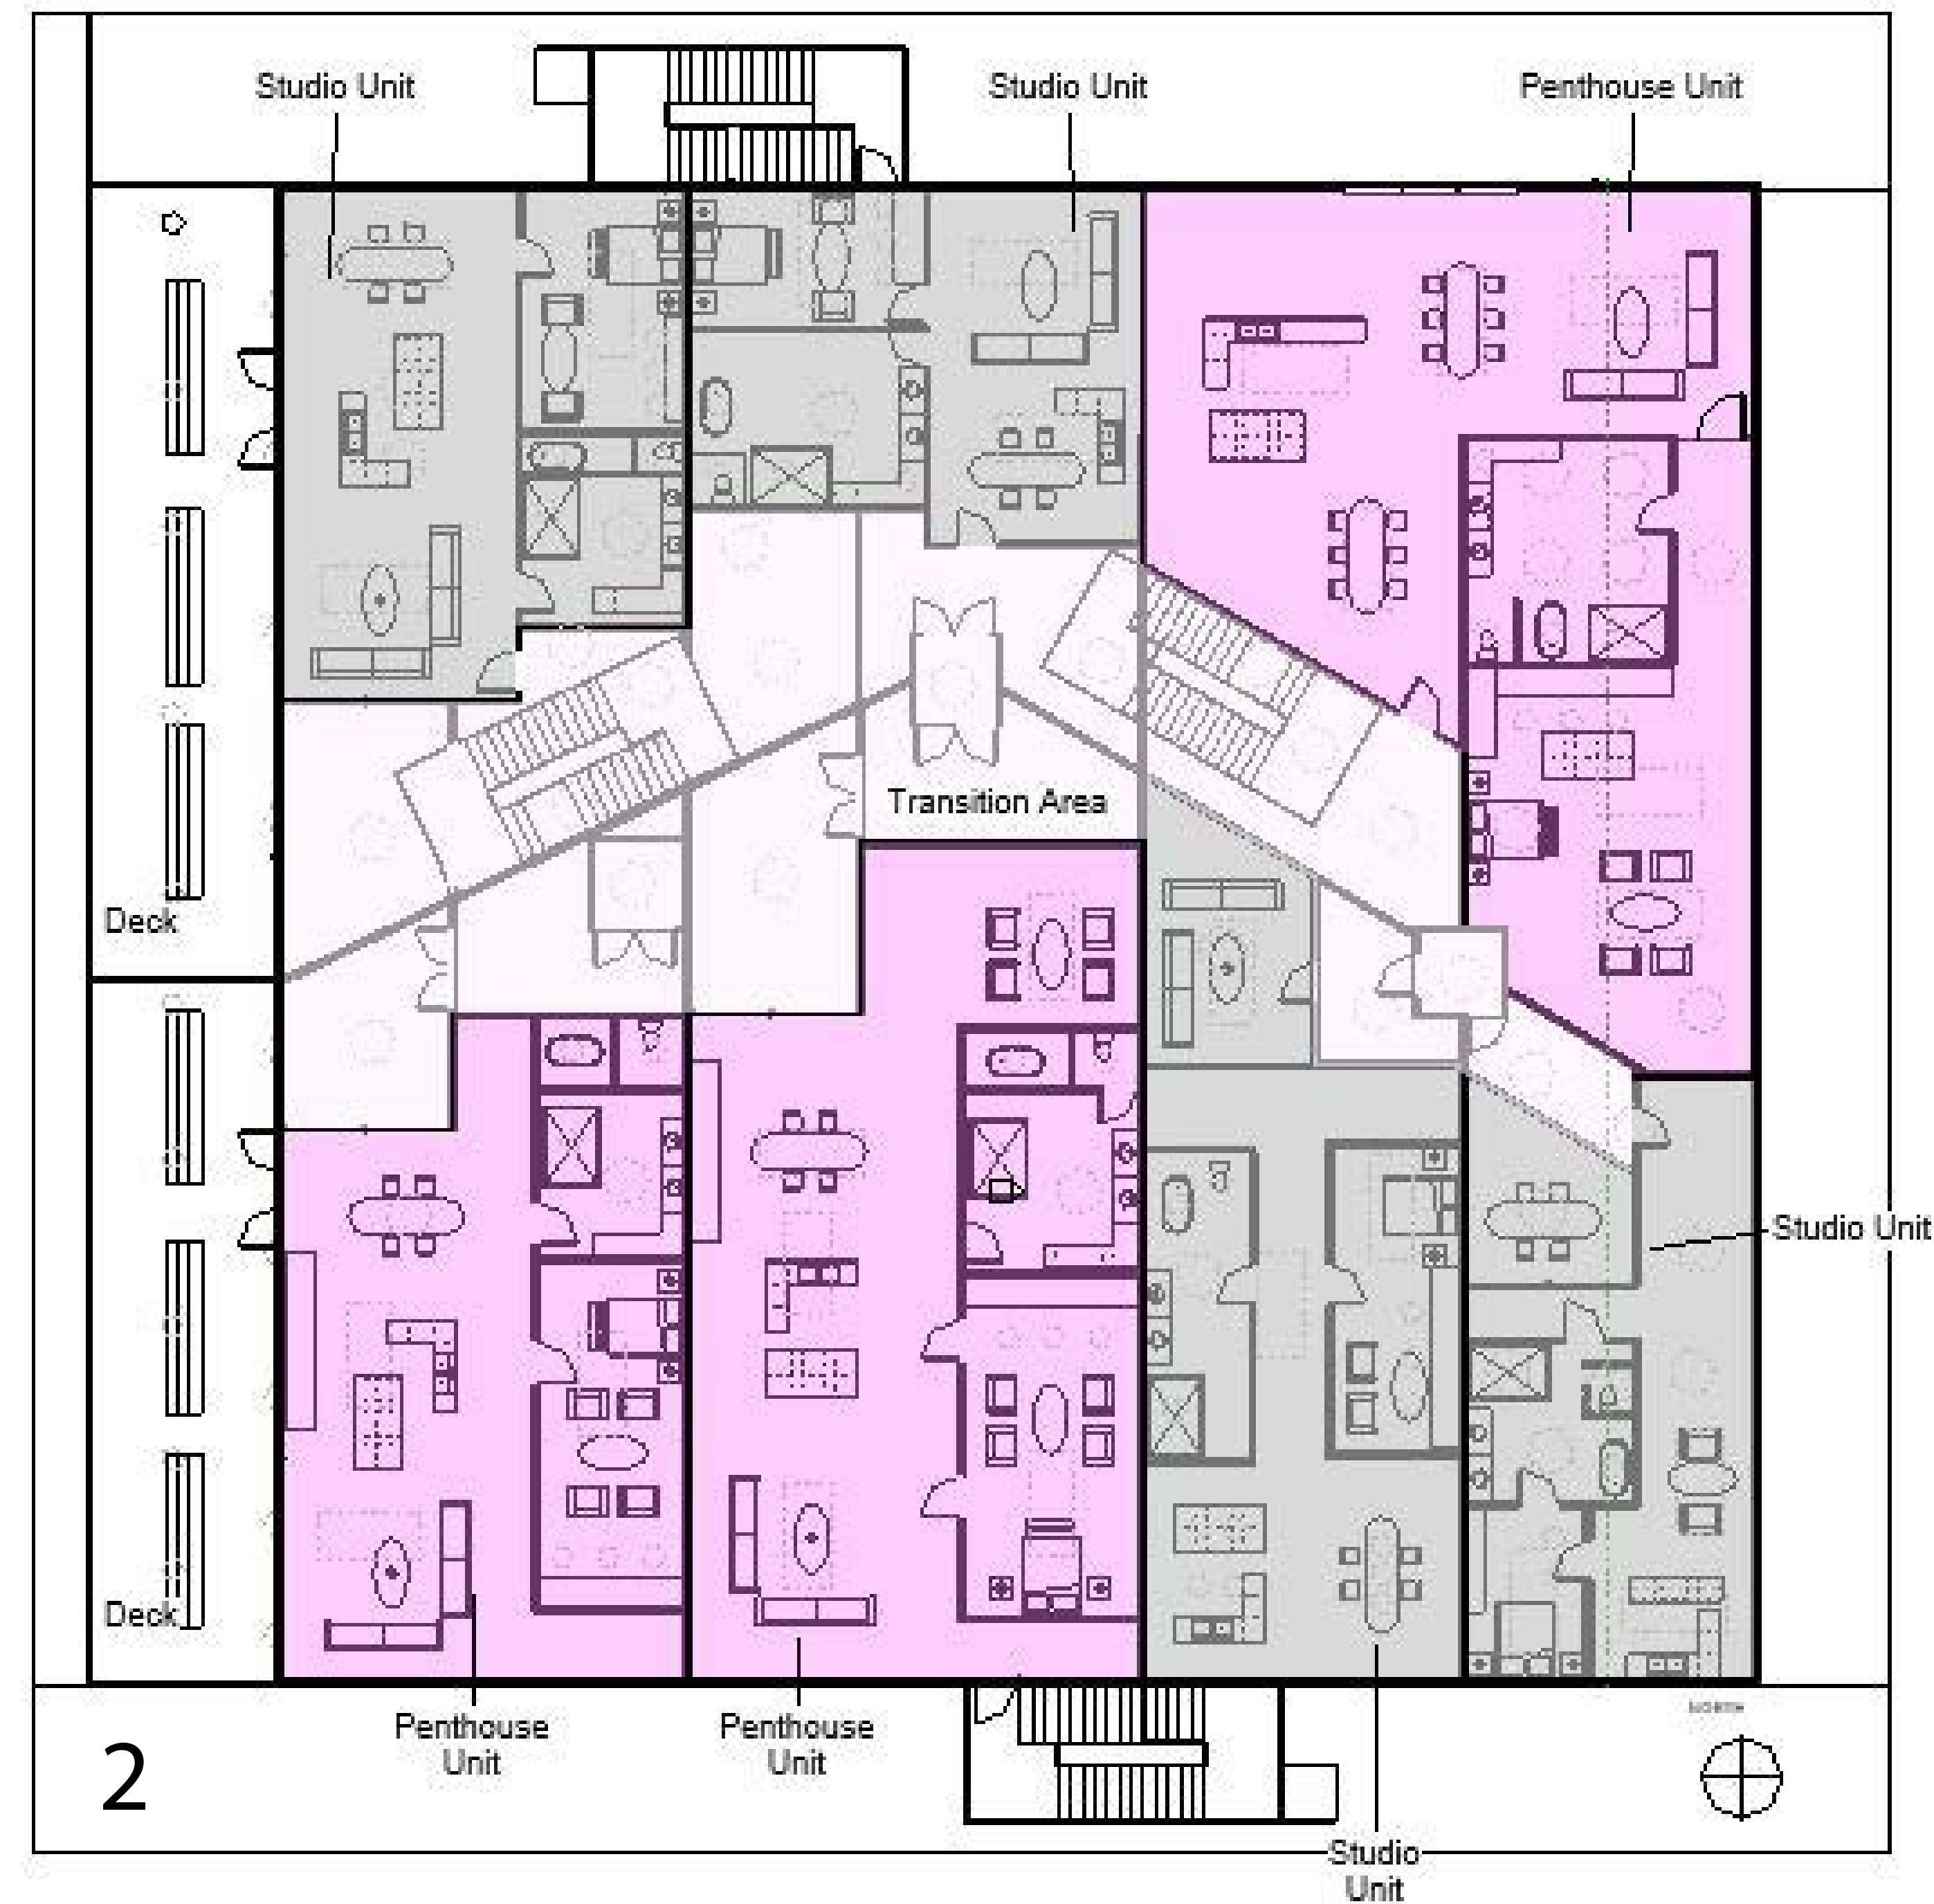 Studio Unit
Studio Unit
Penthouse Unit
Transition Area
Deck
Studio Unit
Deck
Penthouse
Unit
Penthouse
Unit
2
Studio
Unit